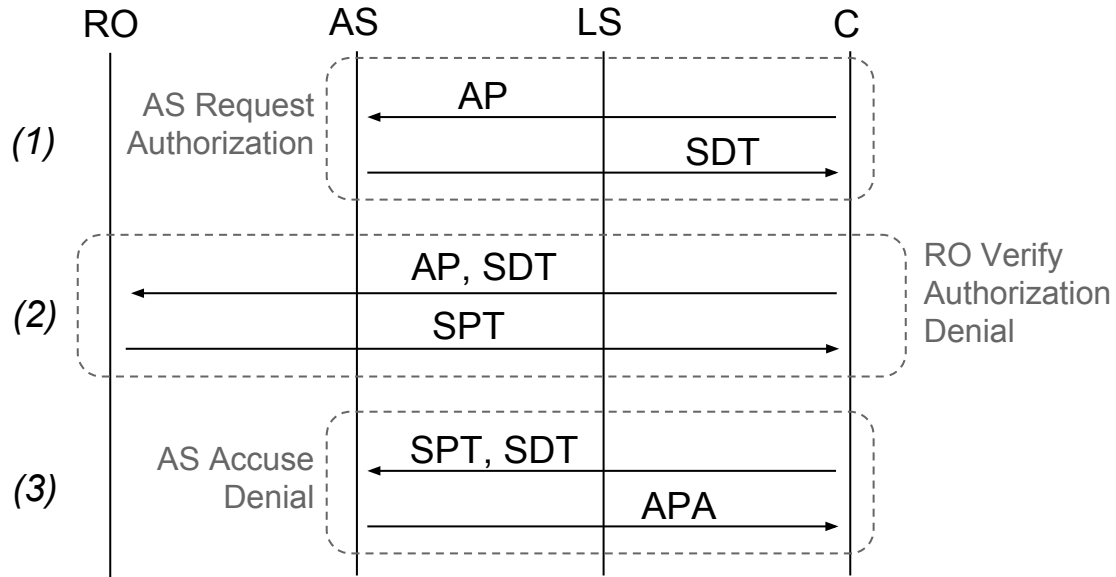 RO AS LS C
AS Request
Authorization
(1)
AP
SDT
AP, SDT
(2)
SPT
RO Verify
Authorization
Denial
AS Accuse
Denial
(3)
SPT, SDT
APA